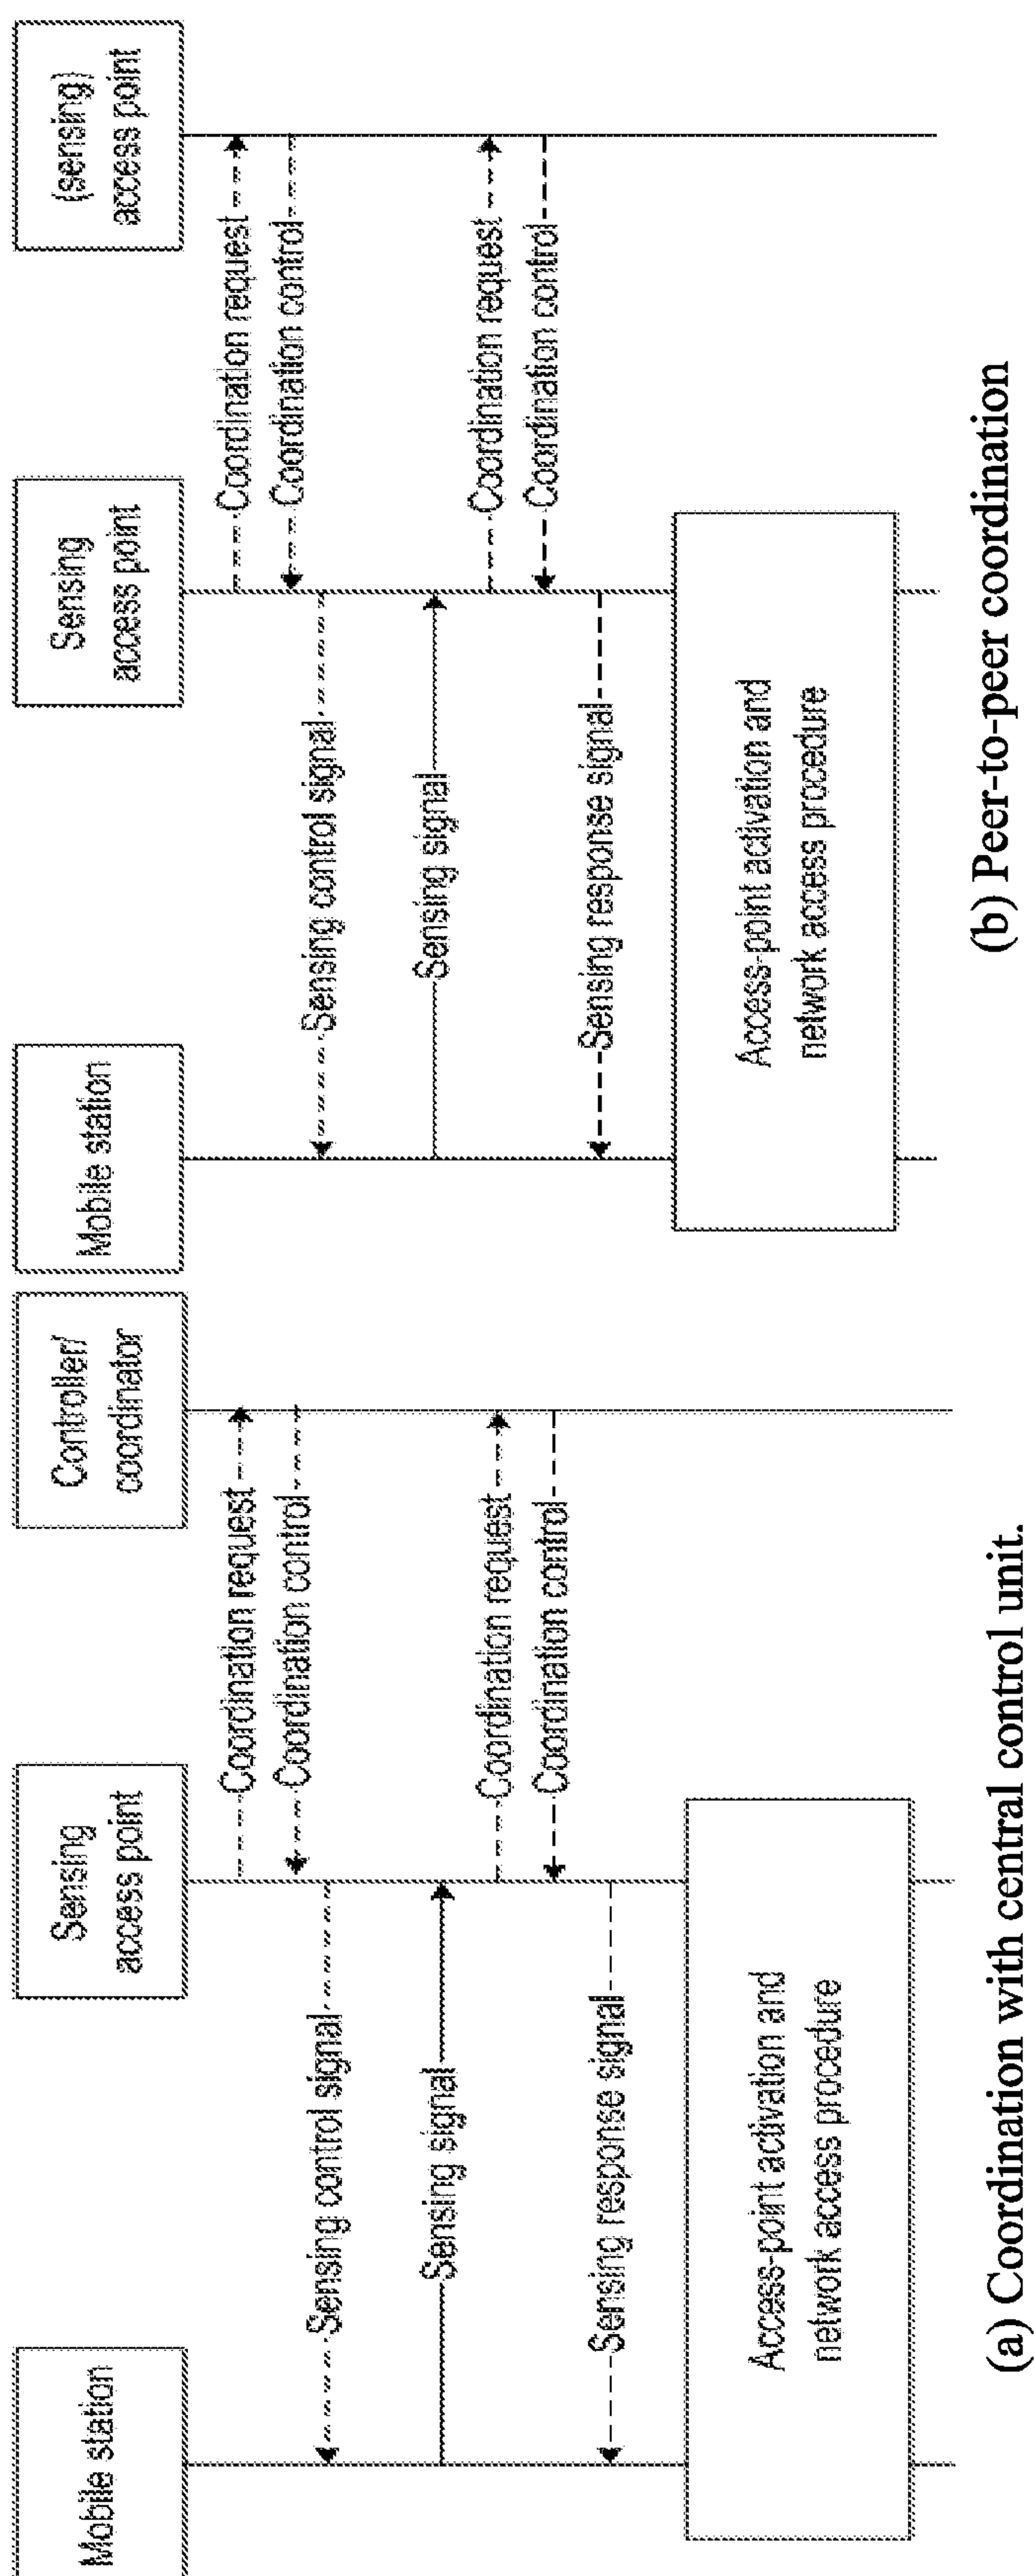 Mobile station
Sensing
access point
Controller/
coordinator
Coordination request
Coordination control
Sensing control signal
Sensing signal
Coordination request
Coordination control
Sensing response signal
Access-point activation and
network access procedure
(a) Coordination with central control unit.
Mobile station
Sensing
access point
(sensing)
access point
Coordination request
Coordination control
Sensing control signal
Sensing signal
Coordination request
Coordination control
Sensing response signal
Access-point activation and
network access procedure
(b) Peer-to-peer coordination